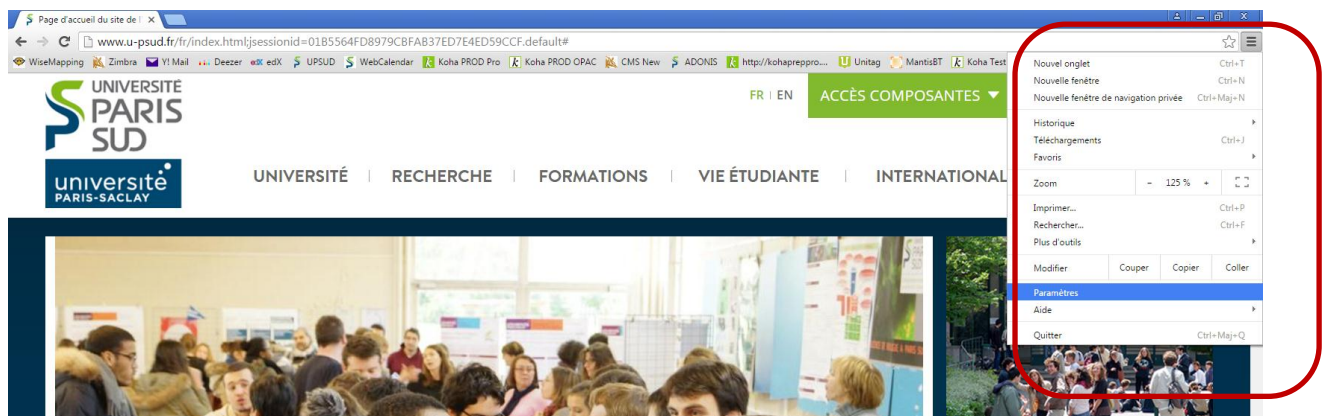 Page d'accueil du site de l
www.u-psud.fr/fr/index.html;jsessionid=01B5564FD8979CBFAB37ED7E4ED59CCF.default#
WiseMapping Zimbra Y! Mail Deezer edX UPSUD WebCalendar Koha PROD Pro Koha PROD OPAC CMS New ADONIS http://kohapreppro.... Unitag MantisBT Koha Test
UNIVERSITÉ
PARIS
SUD
université
PARIS-SACLAY
FR | EN
ACCÈS COMPOSANTES
UNIVERSITÉ | RECHERCHE | FORMATIONS | VIE ÉTUDIANTE | INTERNATIONAL
Nouvel onglet Ctrl+T
Nouvelle fenêtre Ctrl+N
Nouvelle fenêtre de navigation privée Ctrl+Maj+N
Historique
Téléchargements Ctrl+J
Favoris
Zoom - 125 % +
Imprimer... Ctrl+P
Rechercher... Ctrl+F
Plus d'outils
Modifier Couper Copier Coller
Paramètres
Aide
Quitter Ctrl+Maj+Q